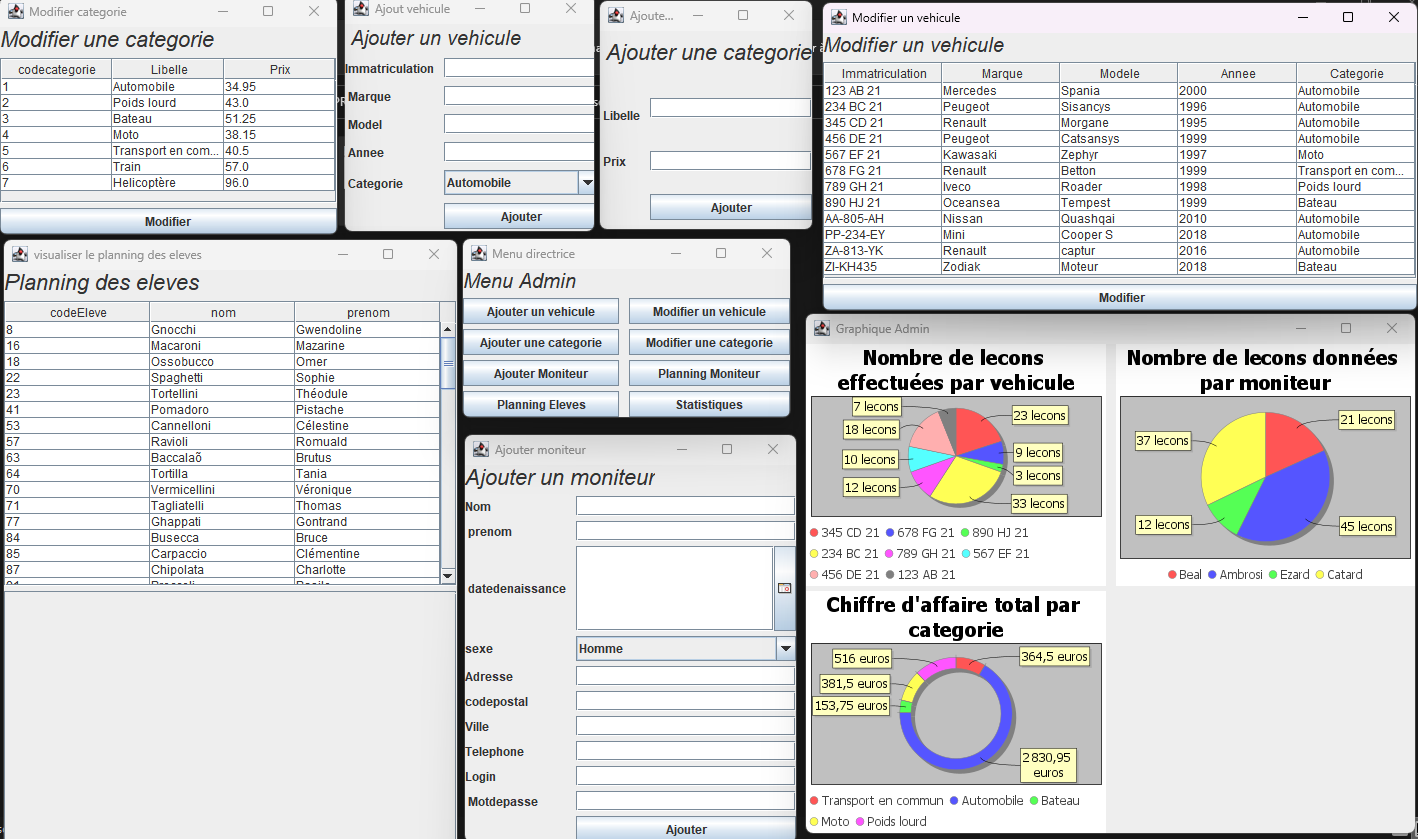 Modifier categorie
Modifier une categorie
codecategorie Libelle Prix
1 Automobile 34.95
2 Poids lourd 43.0
3 Bateau 51.25
4 Moto 38.15
5 Transport en com... 40.5
6 Train 57.0
7 Helicoptère 96.0
Modifier
Ajout vehicule
Ajouter un vehicule
Immatriculation
Marque
Model
Annee
Categorie Automobile
Ajouter
Ajoute...
Ajouter une categorie
Libelle
Prix
Ajouter
Modifier un vehicule
Modifier un vehicule
Immatriculation Marque Modele Annee Categorie
123 AB 21 Mercedes Spania 2000 Automobile
234 BC 21 Peugeot Sisancys 1996 Automobile
345 CD 21 Renault Morgane 1995 Automobile
456 DE 21 Peugeot Catsansys 1999 Automobile
567 EF 21 Kawasaki Zephyr 1997 Moto
678 FG 21 Renault Betton 1999 Transport en com...
789 GH 21 Iveco Roader 1998 Poids lourd
890 HJ 21 Oceansea Tempest 1999 Bateau
AA-805-AH Nissan Quashqai 2010 Automobile
PP-234-EY Mini Cooper S 2018 Automobile
ZA-813-YK Renault captur 2016 Automobile
ZI-KH435 Zodiak Moteur 2018 Bateau
Modifier
visualiser le planning des eleves
Planning des eleves
codeEleve nom prenom
8 Gnocchi Gwendoline
16 Macaroni Mazarine
18 Ossobucco Omer
22 Spaghetti Sophie
23 Tortellini Théodule
41 Pomadoro Pistache
53 Cannelloni Célestine
57 Ravioli Romuald
63 Baccalaõ Brutus
64 Tortilla Tania
70 Vermicellini Véronique
71 Tagliatelli Thomas
77 Ghappati Gontrand
84 Busecca Bruce
85 Carpaccio Clémentine
87 Chipolata Charlotte
Menu directrice
Menu Admin
Ajouter un vehicule Modifier un vehicule
Ajouter une categorie Modifier une categorie
Ajouter Moniteur Planning Moniteur
Planning Eleves Statistiques
Ajouter moniteur
Ajouter un moniteur
Nom
prenom
datedenaissance
sexe Homme
Adresse
codepostal
Ville
Telephone
Login
Motdepasse
Ajouter
Graphique Admin
Nombre de lecons
effectuées par vehicule
7 lecons
23 lecons
18 lecons
9 lecons
10 lecons
3 lecons
12 lecons
33 lecons
345 CD 21 678 FG 21 890 HJ 21
234 BC 21 789 GH 21 567 EF 21
456 DE 21 123 AB 21
Nombre de lecons données
par moniteur
21 lecons
37 lecons
12 lecons
45 lecons
Beal Ambrosi Ezard Catard
Chiffre d'affaire total par
categorie
516 euros
364,5 euros
381,5 euros
153,75 euros
2 830,95
euros
Transport en commun Automobile Bateau
Moto Poids lourd